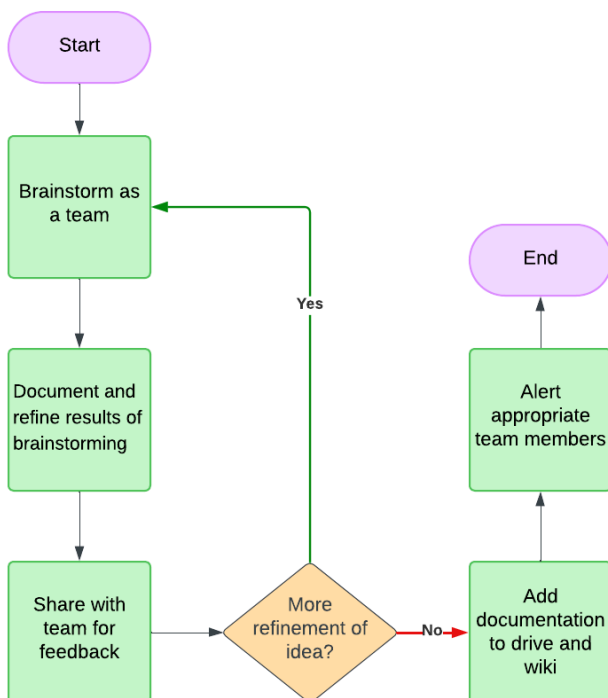 Start
Brainstorm as
a team
Document and
refine results of
brainstorming
Share with
team for
feedback
More
refinement of
idea?
Yes
No
Add
documentation
to drive and
wiki
Alert
appropriate
team members
End